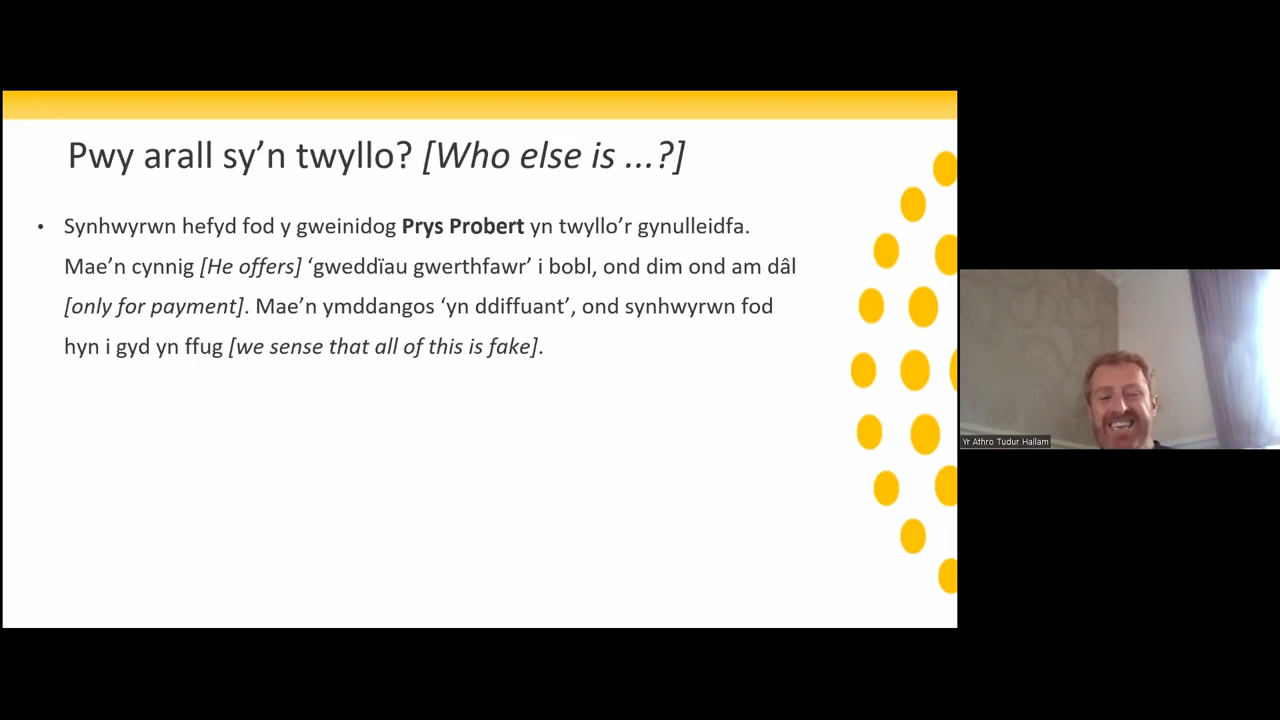 Pwy arall sy’n twyllo? [Who else is ...?]
• Synhwyrwn hefyd fod y gweinidog Prys Probert yn twyllo’r gynulleidfa.
Mae’n cynnig [He offers] ‘gweddïau gwerthfawr’ i bobl, ond dim ond am dâl
[only for payment]. Mae’n ymddangos ‘yn ddiffuant’, ond synhwyrwn fod
hyn i gyd yn ffug [we sense that all of this is fake].
Yr Athro Tudur Hallam